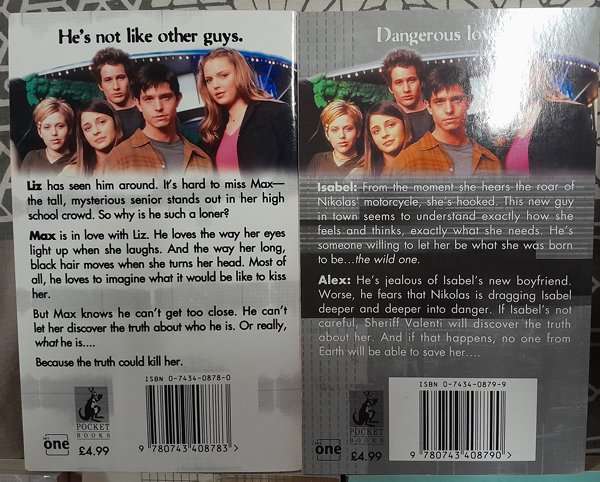 He's not like other guys.
Liz has seen him around. It's hard to miss Max—
the tall, mysterious senior stands out in her high
school crowd. So why is he such a loner?
Max is in love with Liz. He loves the way her eyes
light up when she laughs. And the way her long,
black hair moves when she turns her head. Most
of all, he loves to imagine what it would be like to kiss
her.
But Max knows he can't get too close. He can't
let her discover the truth about who he is. Or really,
what he is....
Because the truth could kill her.
ISBN 0-7434-0878-0
POCKET
BOOKS
one
£4.99
9 780743 408783 >
Dangerous
Isabel: From the moment she hears the roar of
Nikolas' motorcycle, she's hooked. This new guy
in town seems to understand exactly how she
feels and thinks, exactly what she needs. He's
someone willing to let her be what she was born
to be...the wild one.
Alex: He's jealous of Isabel's new boyfriend.
Worse, he fears that Nikolas is dragging Isabel
deeper and deeper into danger. If Isabel's not
careful, Sheriff Valenti will discover the truth
about her. And if that happens, no one from
Earth will be able to save her....
ISBN 0-7434-0879-9
POCKET
BOOKS
one
£4.99
9 780743 408790 >